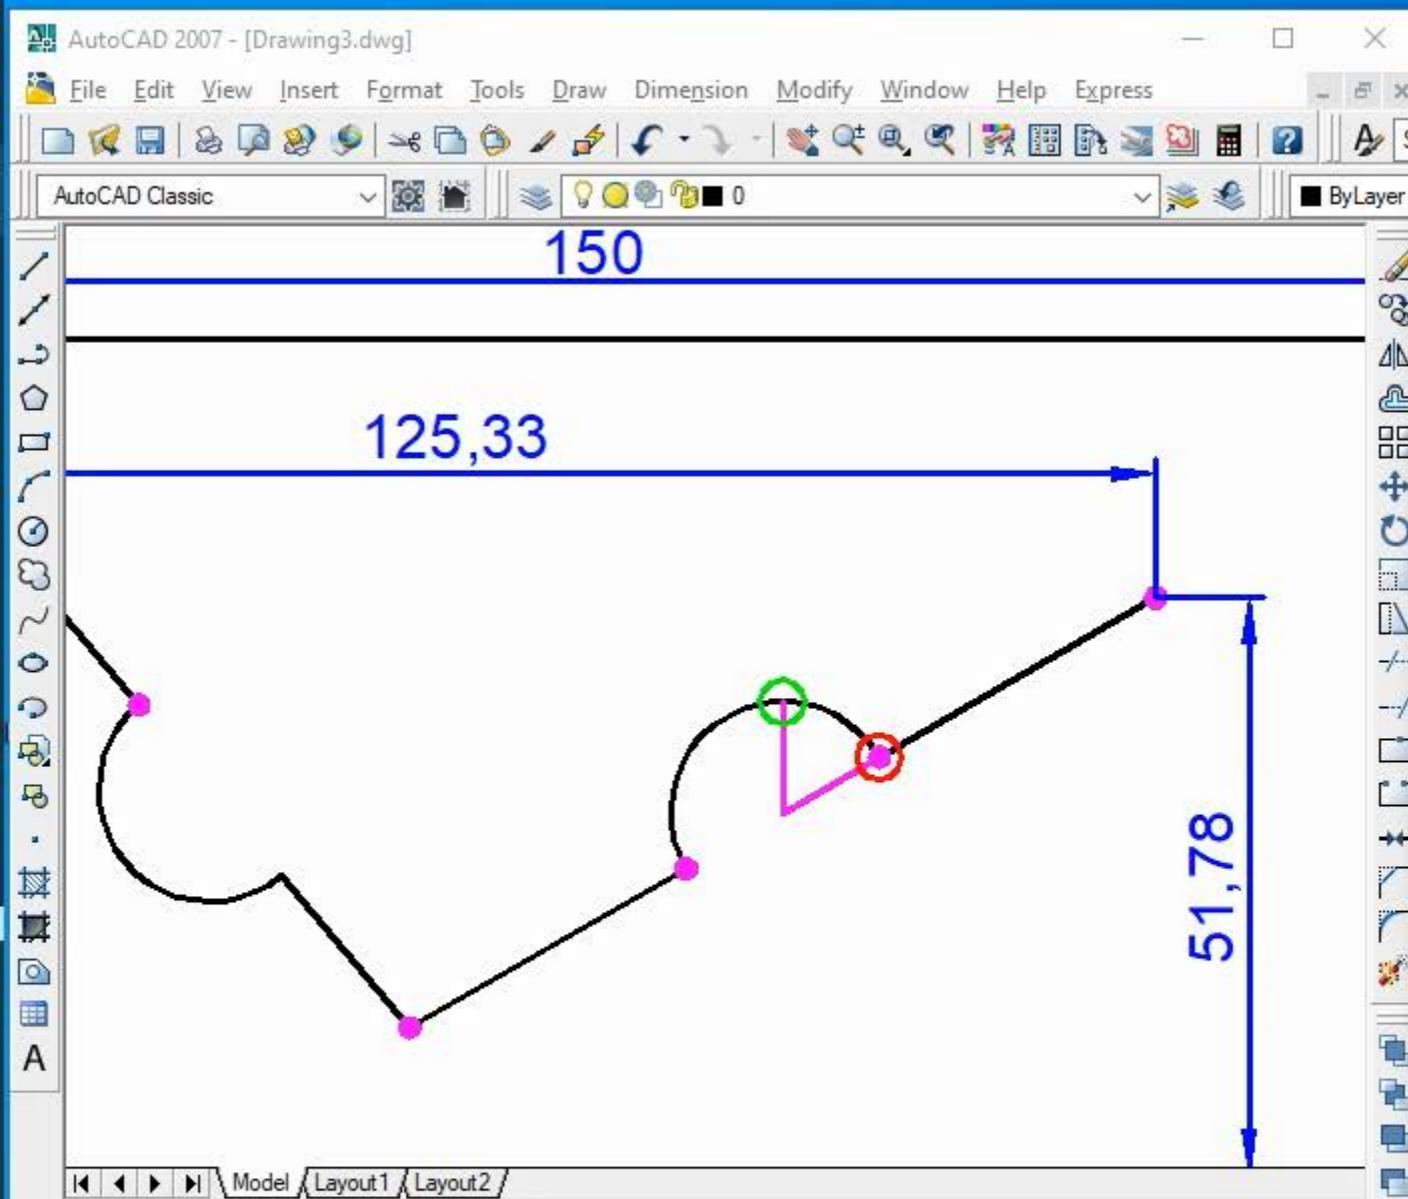 AutoCAD 2007 - [Drawing3.dwg]
File Edit View Insert Format Tools Draw Dimension Modify Window Help Express
AutoCAD Classic 0 ByLayer
150
125,33
51,78
A
Model Layout1 Layout2